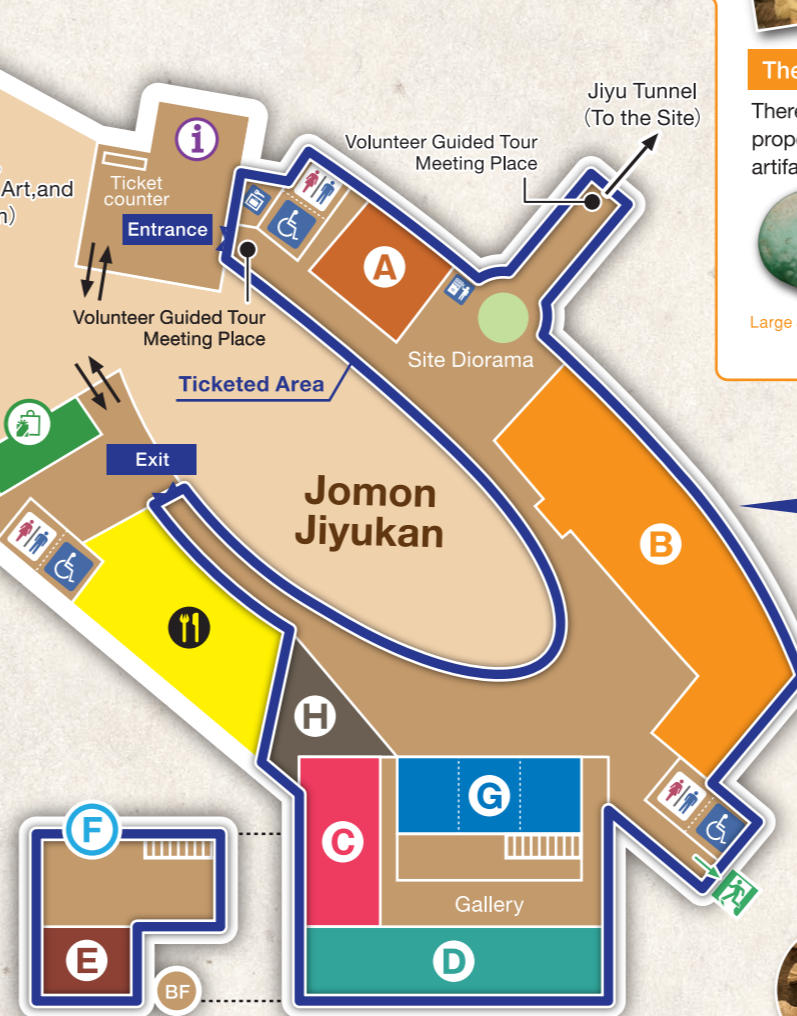 The
There
prope
artifa
Large
Jiyu Tunnel
(To the Site)
Volunteer Guided Tour
Meeting Place
i
Art,and
n)
Ticket
counter
Entrance
A
Volunteer Guided Tour
Meeting Place
Site Diorama
Ticketed Area
Exit
Jomon
Jiyukan
B
H
G
C
F
Gallery
E
D
BF